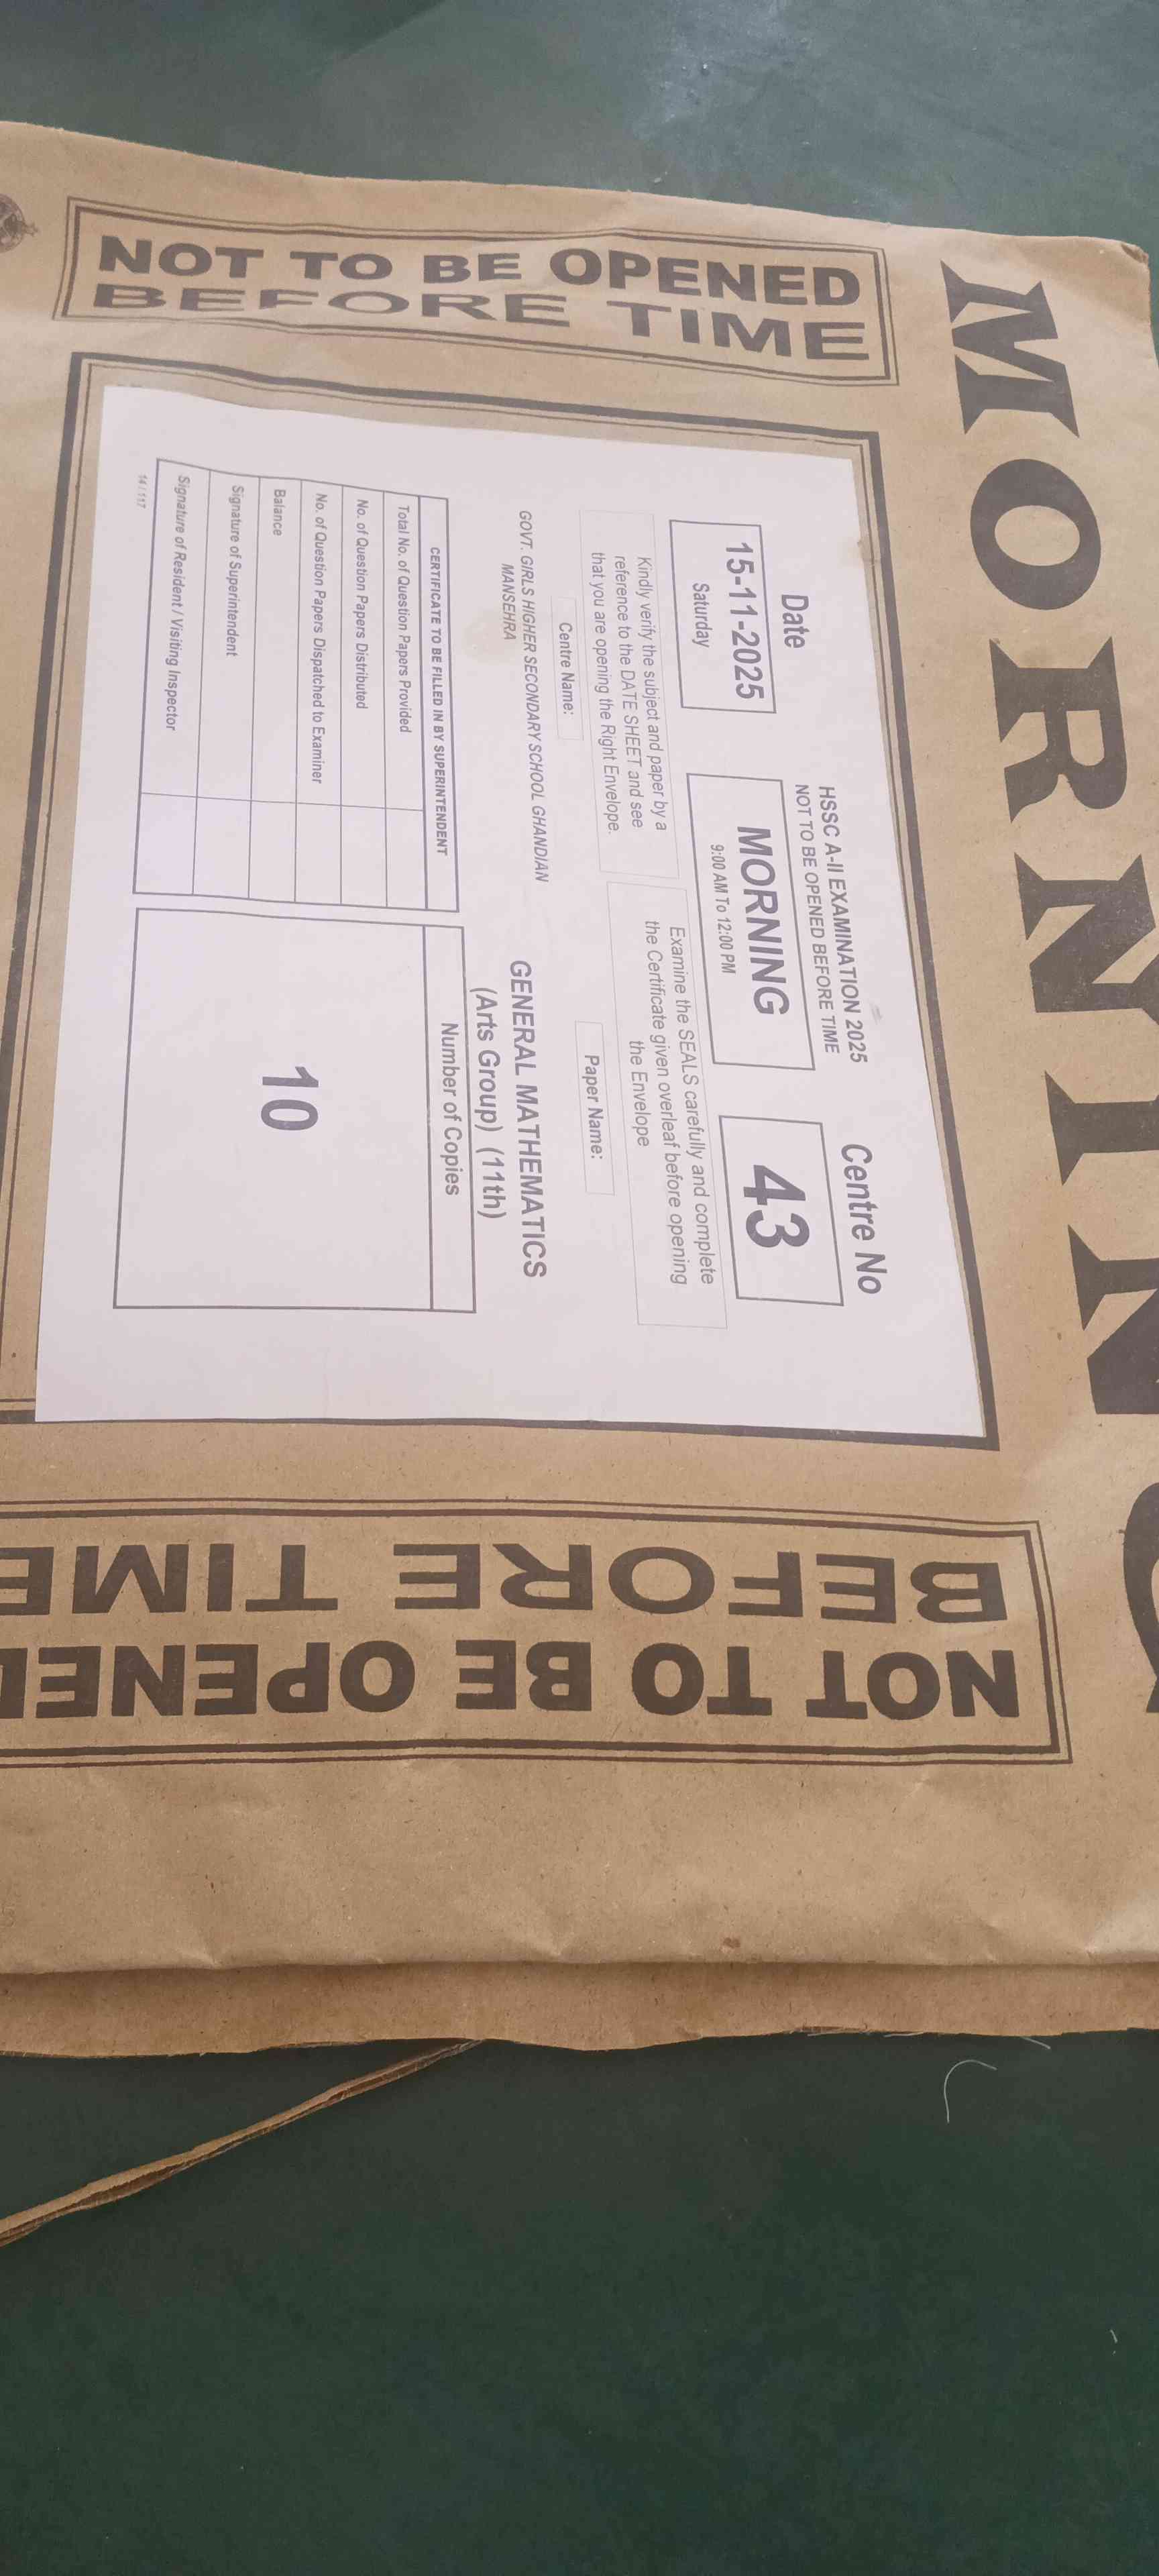 MORNING
NOT TO BE OPENED
BEFORE TIME
HSSC A-II EXAMINATION 2025
NOT TO BE OPENED BEFORE TIME
Date
15-11-2025
Saturday
MORNING
9:00 AM To 12:00 PM
Centre No
43
Kindly verify the subject and paper by a
reference to the DATE SHEET and see
that you are opening the Right Envelope.
Examine the SEALS carefully and complete
the Certificate given overleaf before opening
the Envelope
Centre Name:
GOVT. GIRLS HIGHER SECONDARY SCHOOL GHANDIAN
MANSEHRA
Paper Name:
GENERAL MATHEMATICS
(Arts Group) (11th)
CERTIFICATE TO BE FILLED IN BY SUPERINTENDENT
Total No. of Question Papers Provided
No. of Question Papers Distributed
No. of Question Papers Dispatched to Examiner
Balance
Signature of Superintendent
Signature of Resident / Visiting Inspector
Number of Copies
10
14 / 117
NOT TO BE OPENED
BEFORE TIME